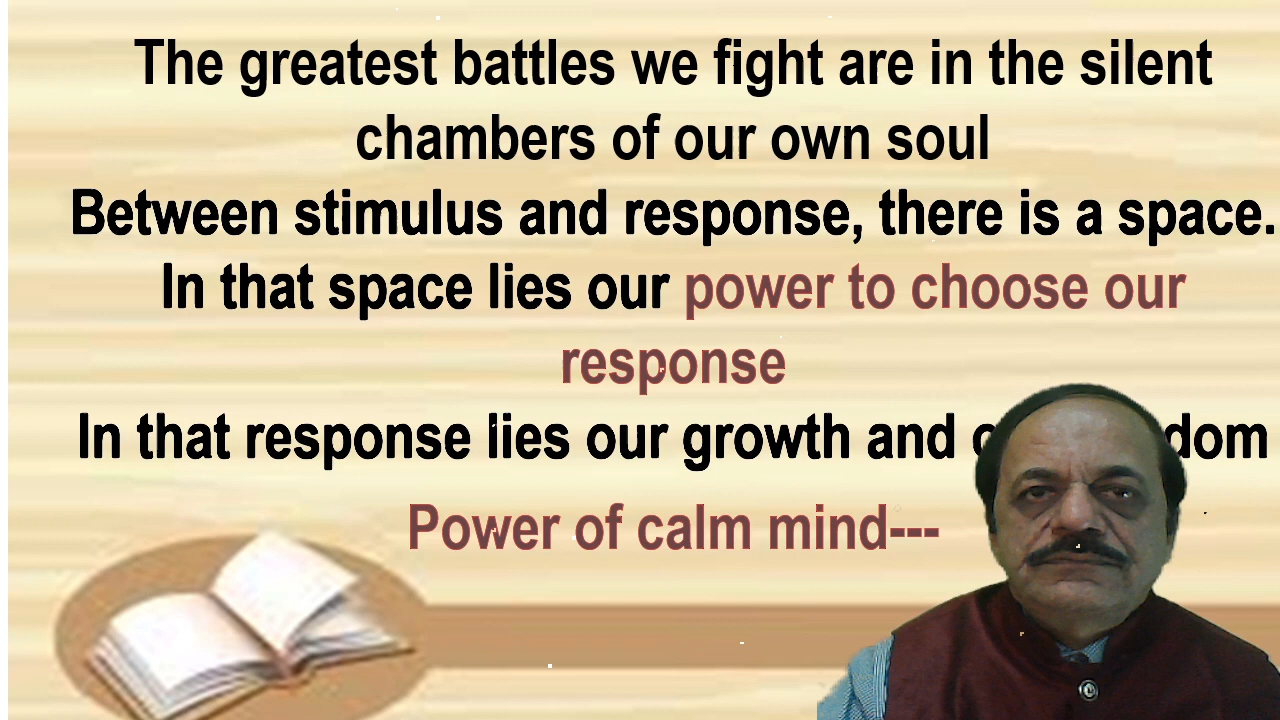 The greatest battles we fight are in the silent
chambers of our own soul
Between stimulus and response, there is a space.
In that space lies our power to choose our
response
In that response lies our growth and
Power of calm mind---